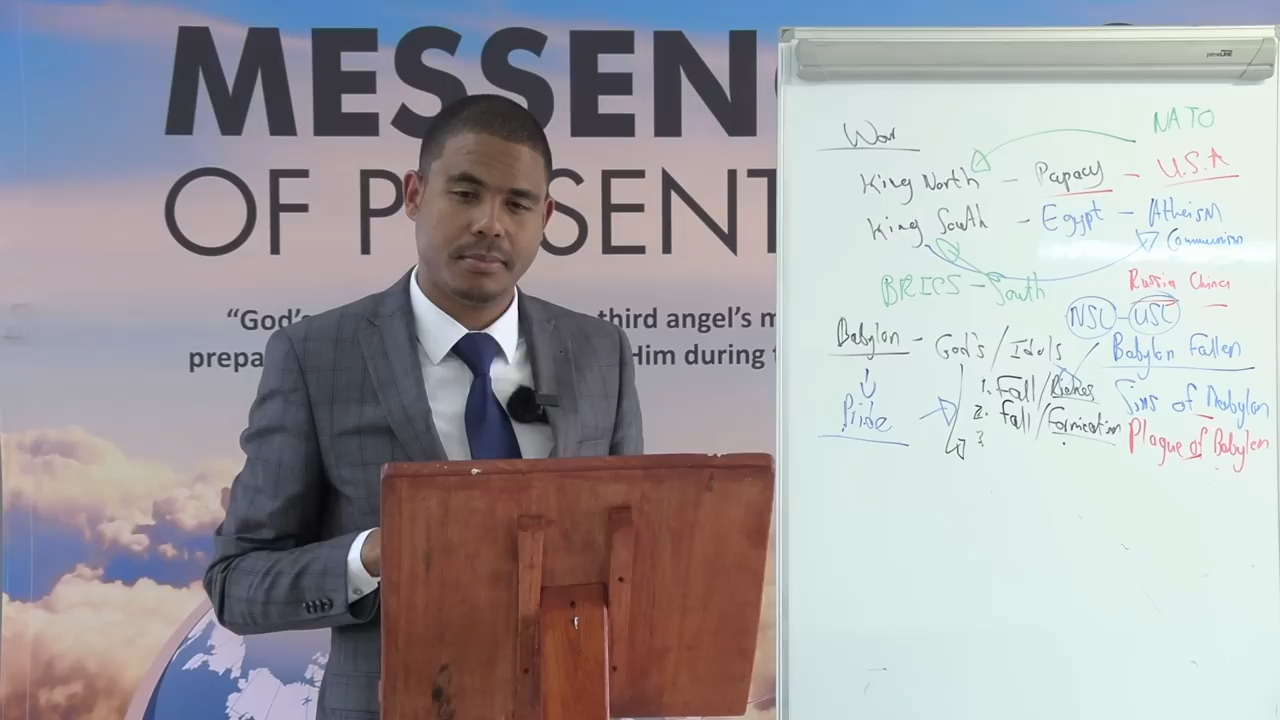 MESSEN
OF P SENT
“God’s third angel’s m
prepa Him during t
War
NATO
King North – Papacy – U.S.A
King South – Egypt – Atheism
Communism
BRICS – South
Russia China
NSL – USL
Babylon – God's / Idols
Babylon Fallen
1. Fall / Riches
Sins of Babylon
Pride
2. Fall / Fornication
3
Plague of Babylon